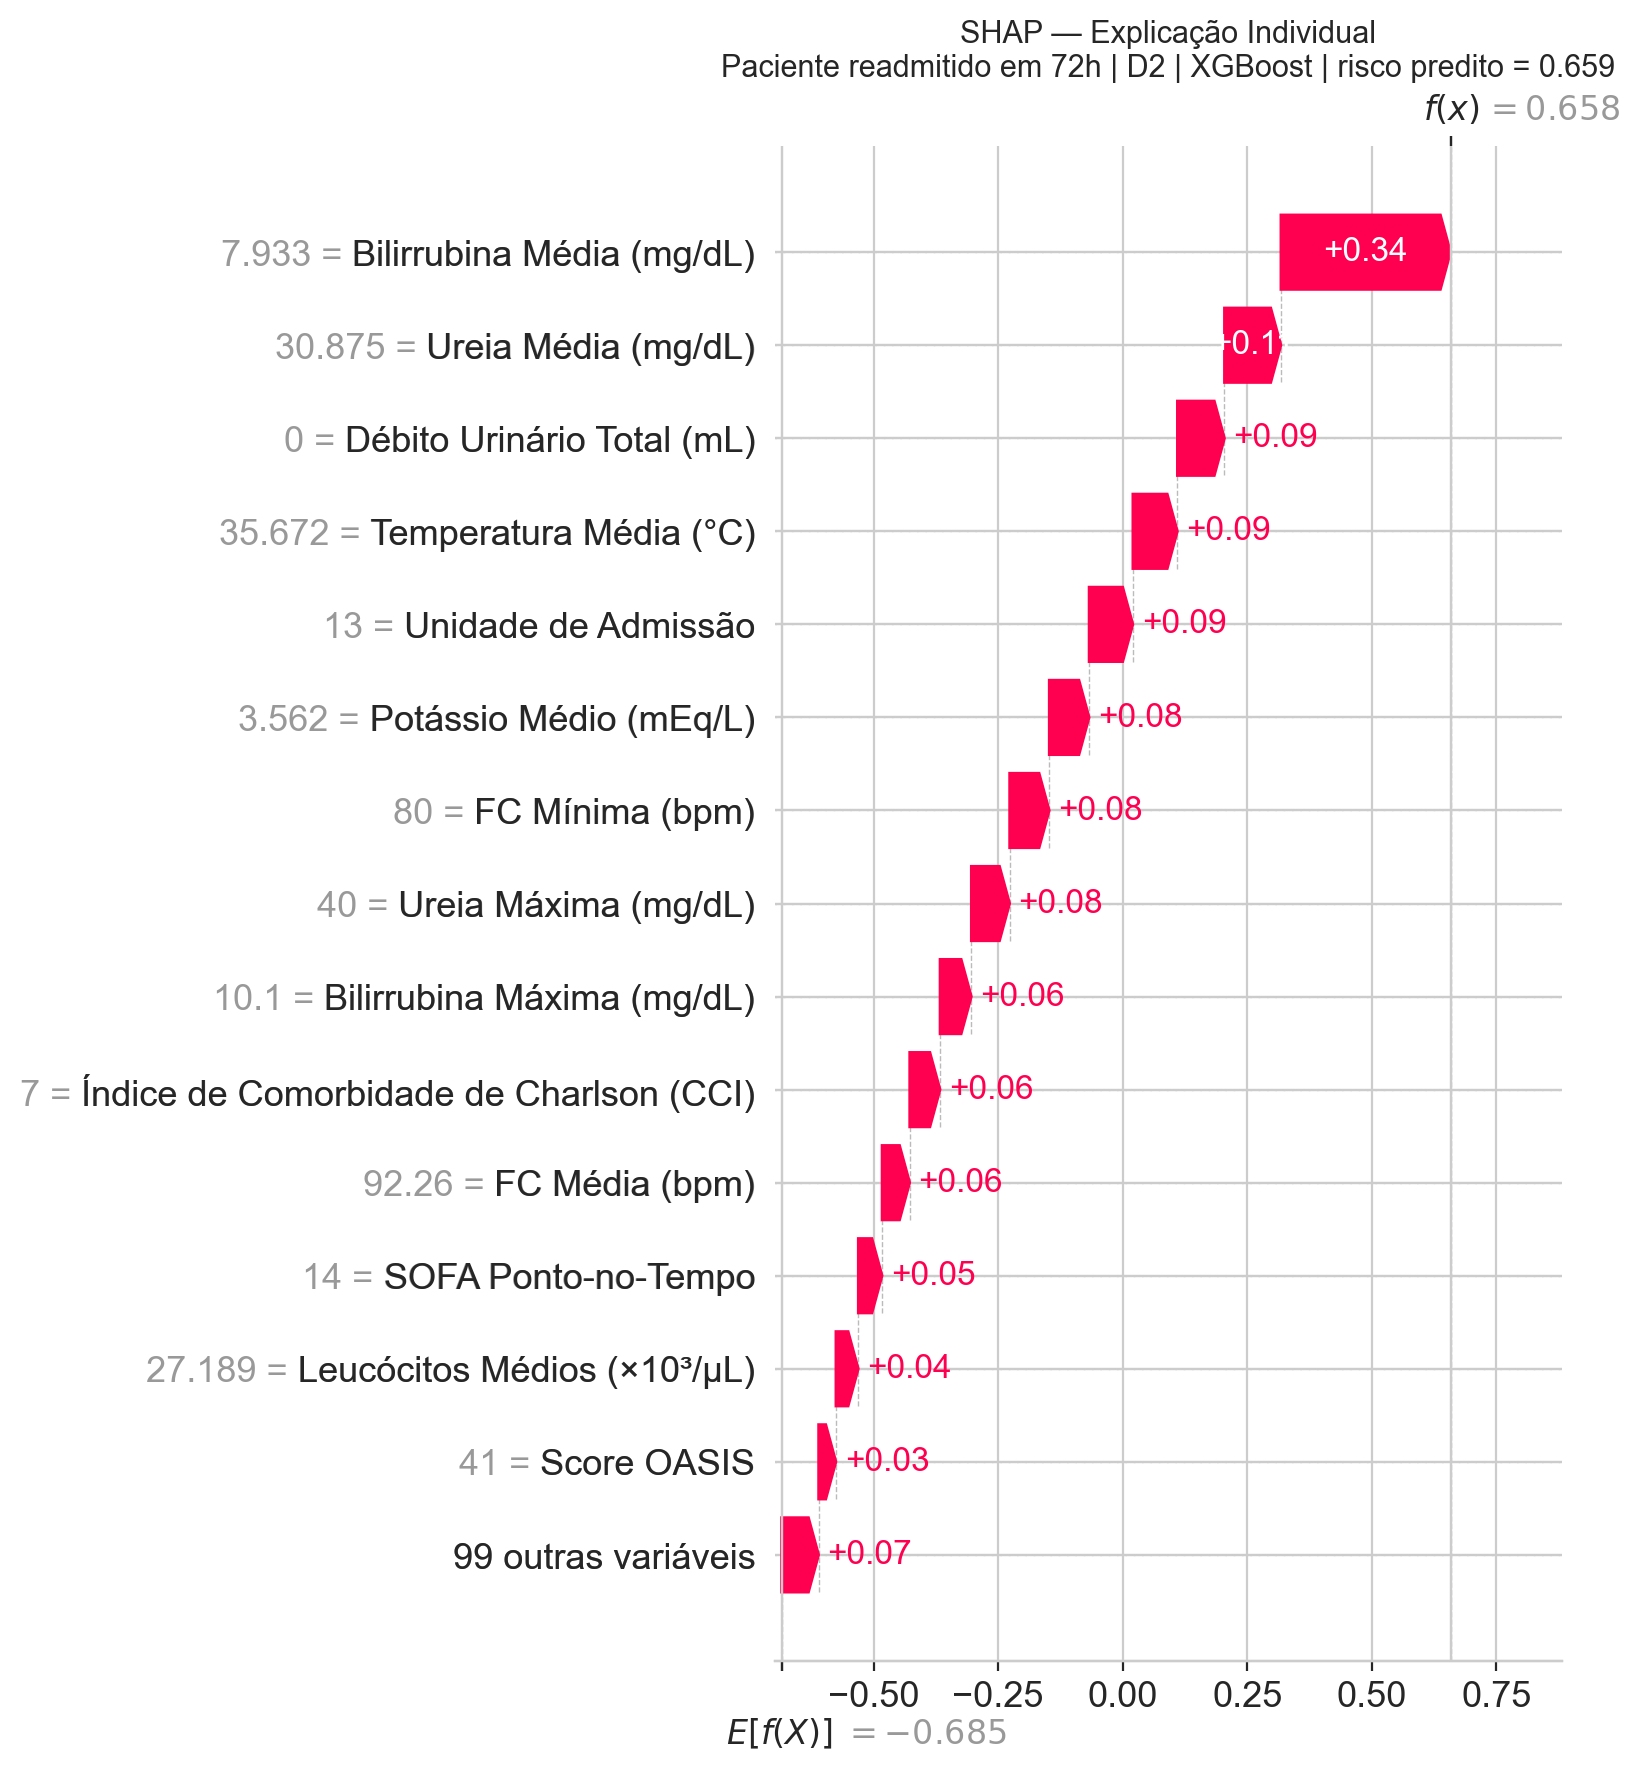 SHAP — Explicação Individual
Paciente readmitido em 72h | D2 | XGBoost | risco predito = 0.659
f(x) = 0.658
7.933 = Bilirrubina Média (mg/dL) +0.34
30.875 = Ureia Média (mg/dL) +0.1
0 = Débito Urinário Total (mL) +0.09
35.672 = Temperatura Média (°C) +0.09
13 = Unidade de Admissão +0.09
3.562 = Potássio Médio (mEq/L) +0.08
80 = FC Mínima (bpm) +0.08
40 = Ureia Máxima (mg/dL) +0.08
10.1 = Bilirrubina Máxima (mg/dL) +0.06
7 = Índice de Comorbidade de Charlson (CCI) +0.06
92.26 = FC Média (bpm) +0.06
14 = SOFA Ponto-no-Tempo +0.05
27.189 = Leucócitos Médios (×10³/µL) +0.04
41 = Score OASIS +0.03
99 outras variáveis +0.07
−0.50 −0.25 0.00 0.25 0.50 0.75
E[f(X)] = −0.685